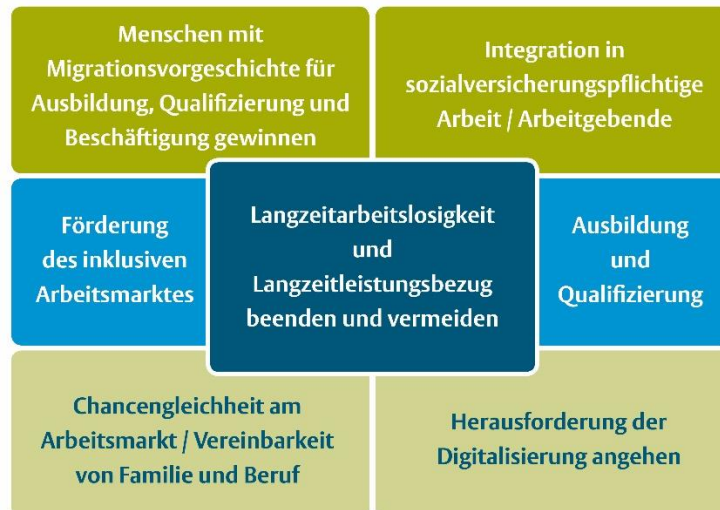 Menschen mit
Migrationsvorgeschichte für
Ausbildung, Qualifizierung und
Beschäftigung gewinnen
Integration in
sozialversicherungspflichtige
Arbeit / Arbeitgebende
Förderung
des inklusiven
Arbeitsmarktes
Langzeitarbeitslosigkeit
und
Langzeitleistungsbezug
beenden und vermeiden
Ausbildung
und
Qualifizierung
Chancengleichheit am
Arbeitsmarkt / Vereinbarkeit
von Familie und Beruf
Herausforderung der
Digitalisierung angehen